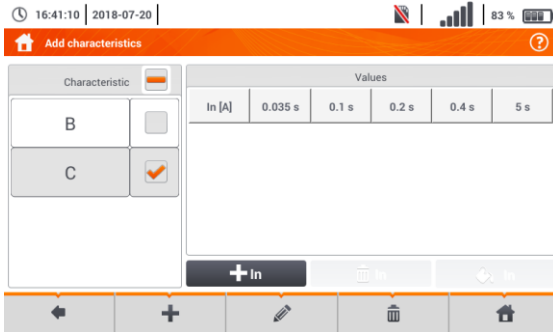 16:41:10 2018-07-20 83 %
Add characteristics ?
Characteristic Values
In [A] 0.035 s 0.1 s 0.2 s 0.4 s 5 s
B
C
In In In